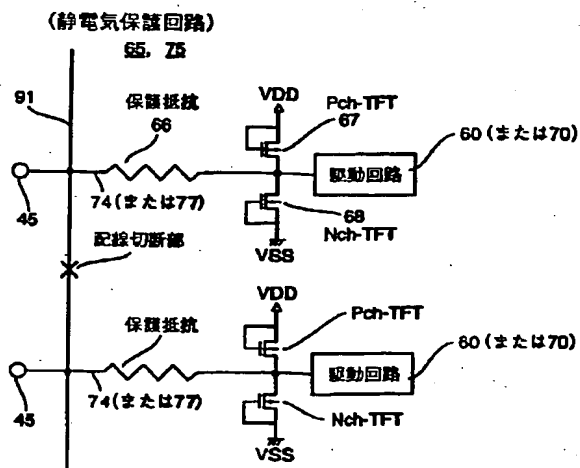 (静電気保護回路)
65, 75
91
保護抵抗
66
VDD
Pch-TFT
67
60(または70)
駆動回路
45
74(または77)
68
Nch-TFT
VSS
配線切断部
VDD
保護抵抗
Pch-TFT
60(または70)
駆動回路
45
74(または77)
Nch-TFT
VSS